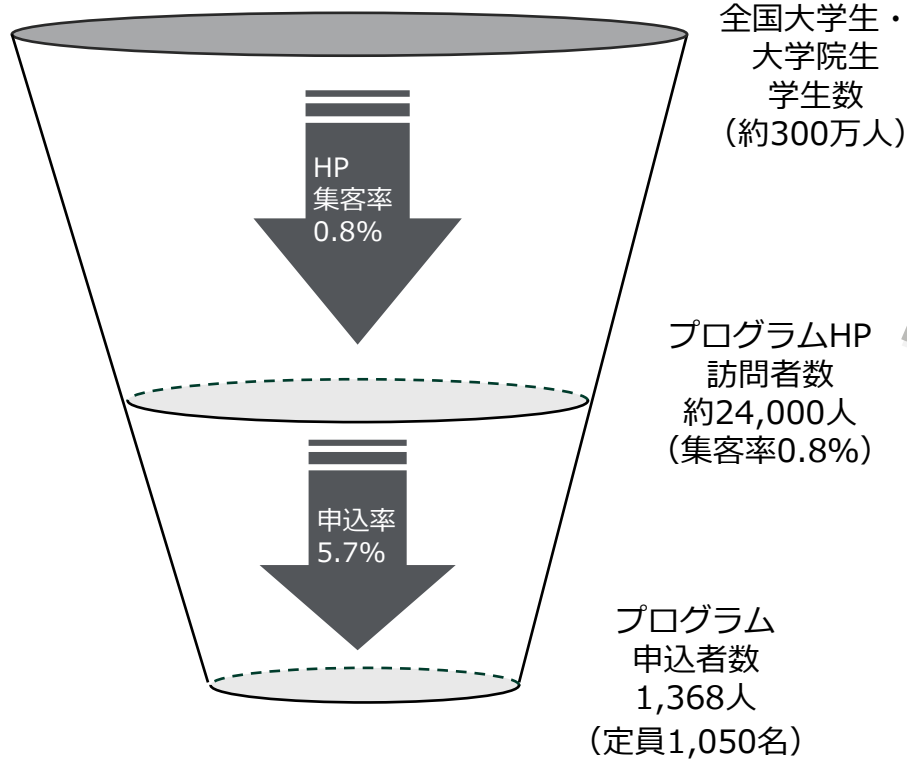 全国大学生・
大学院生
学生数
（約300万人）
HP
集客率
0.8%
プログラムHP
訪問者数
約24,000人
（集客率0.8%）
申込率
5.7%
プログラム
申込者数
1,368人
（定員1,050名）